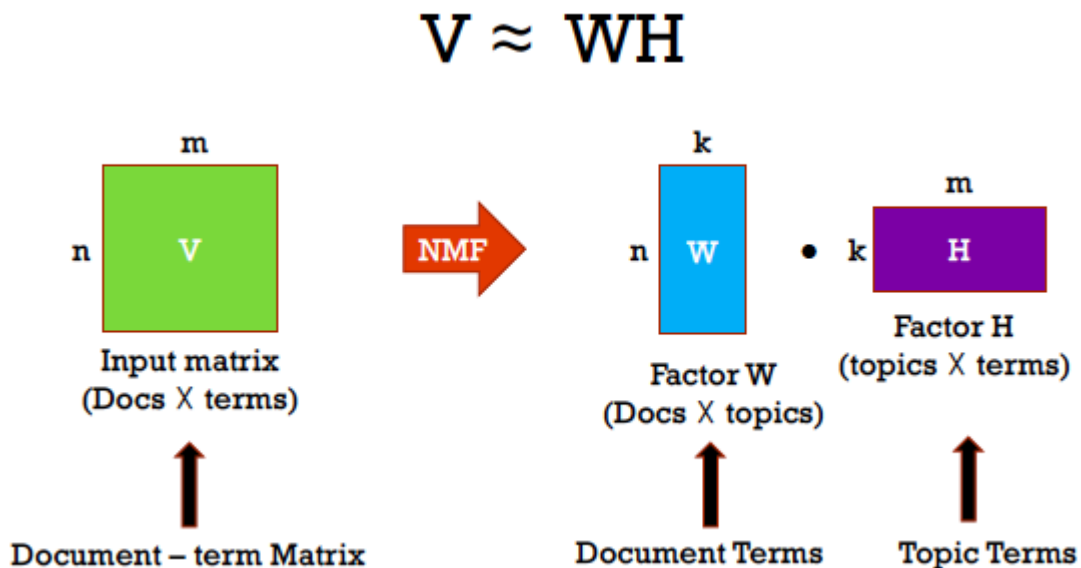 V ≈ WH
m
n
V
Input matrix
(Docs X terms)
Document – term Matrix
NMF
k
n
W
Factor W
(Docs X topics)
Document Terms
•
m
k
H
Factor H
(topics X terms)
Topic Terms